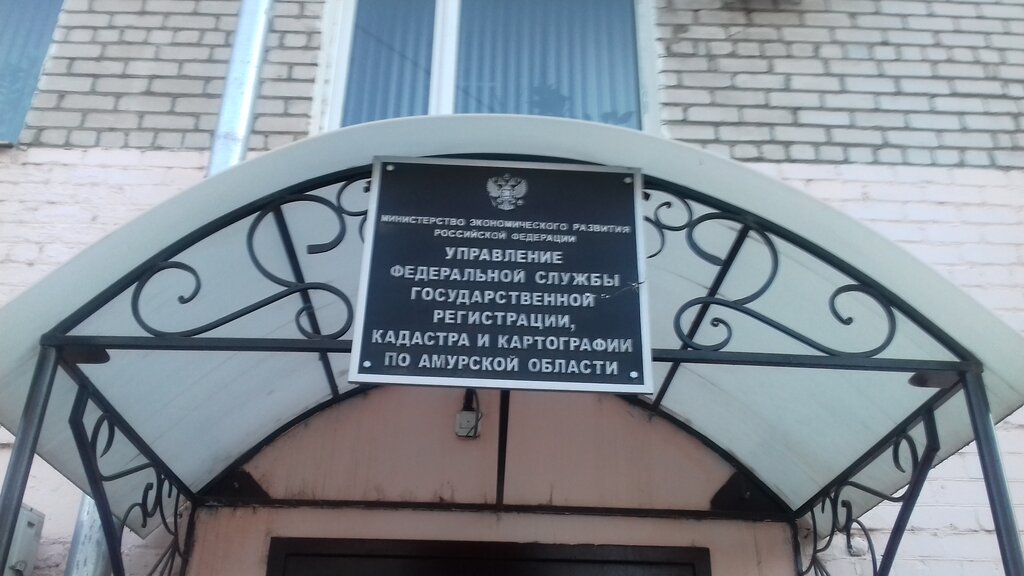 МИНИСТЕРСТВО ЭКОНОМИЧЕСКОГО РАЗВИТИЯ
РОССИЙСКОЙ ФЕДЕРАЦИИ
УПРАВЛЕНИЕ
ФЕДЕРАЛЬНОЙ СЛУЖБЫ
ГОСУДАРСТВЕННОЙ
РЕГИСТРАЦИИ,
КАДАСТРА И КАРТОГРАФИИ
ПО АМУРСКОЙ ОБЛАСТИ